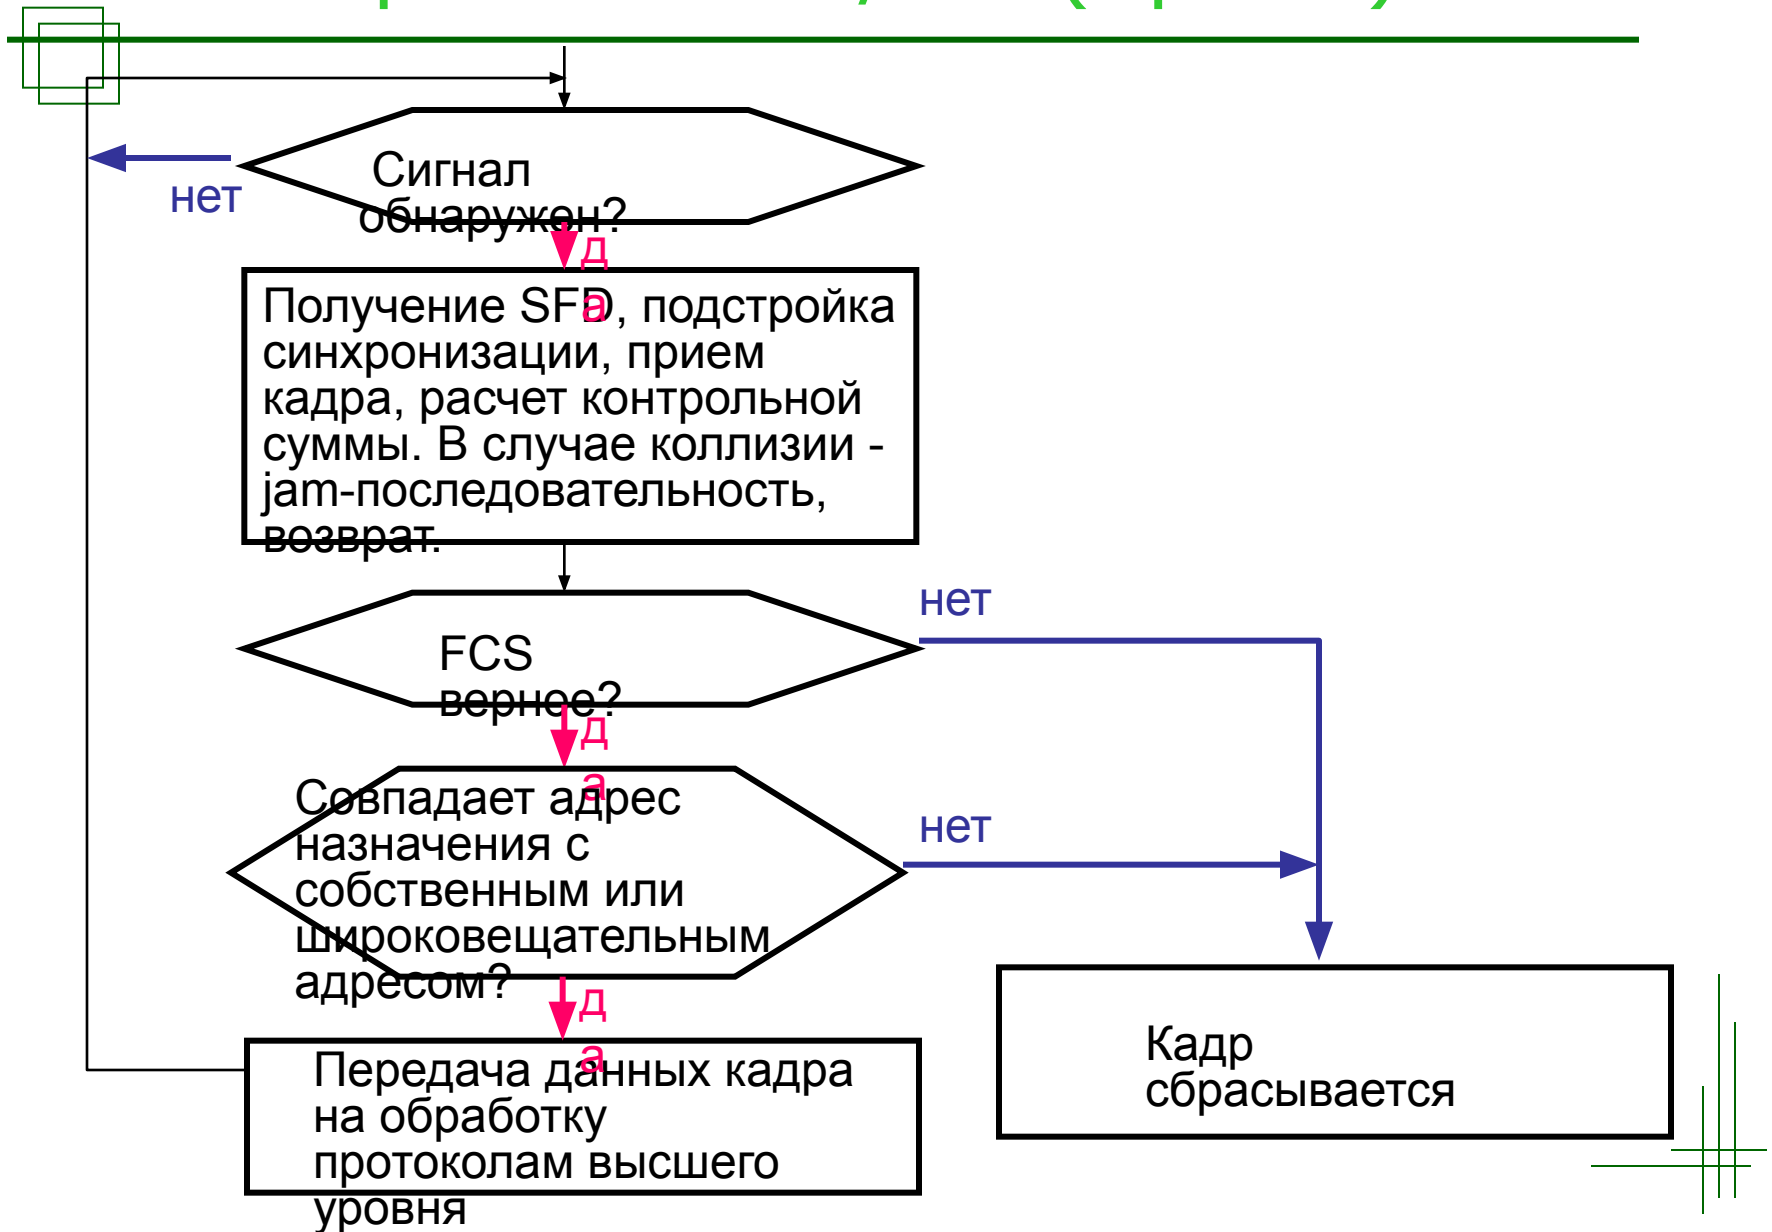 Сигнал
обнаружен?
нет
да
Получение SFD, подстройка
синхронизации, прием
кадра, расчет контрольной
суммы. В случае коллизии -
jam-последовательность,
возврат.
FCS
верное?
нет
да
Совпадает адрес
назначения с
собственным или
широковещательным
адресом?
нет
да
Передача данных кадра
на обработку
протоколам высшего
уровня
Кадр
сбрасывается